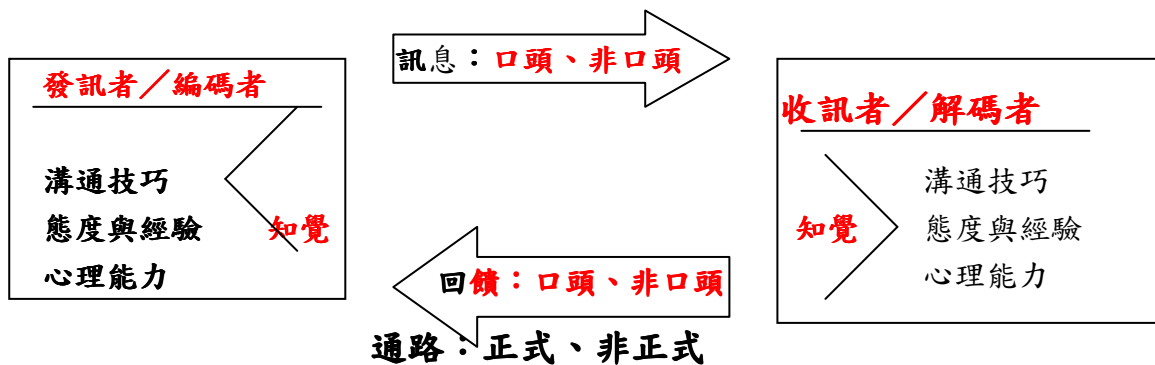 訊息：口頭、非口頭
發訊者／編碼者
溝通技巧
態度與經驗
心理能力
知覺
收訊者／解碼者
溝通技巧
態度與經驗
心理能力
知覺
回饋：口頭、非口頭
通路：正式、非正式